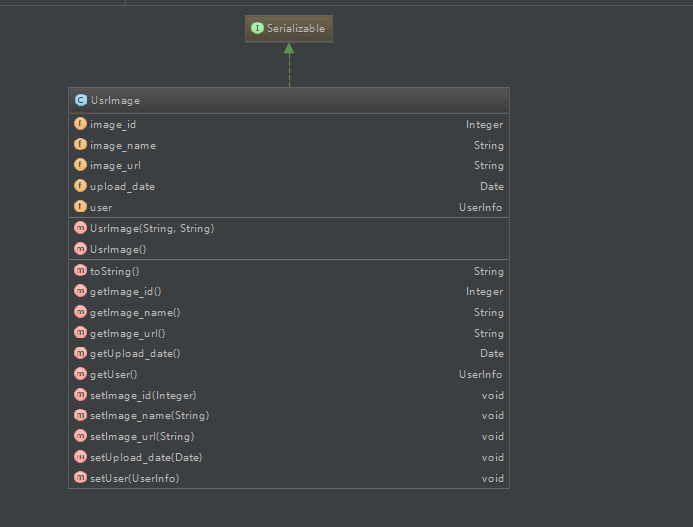 I Serializable
C UsrImage
f image_id Integer
f image_name String
f image_url String
f upload_date Date
f user UserInfo
m UsrImage(String, String)
m UsrImage()
m toString() String
m getImage_id() Integer
m getImage_name() String
m getImage_url() String
m getUpload_date() Date
m getUser() UserInfo
m setImage_id(Integer) void
m setImage_name(String) void
m setImage_url(String) void
m setUpload_date(Date) void
m setUser(UserInfo) void